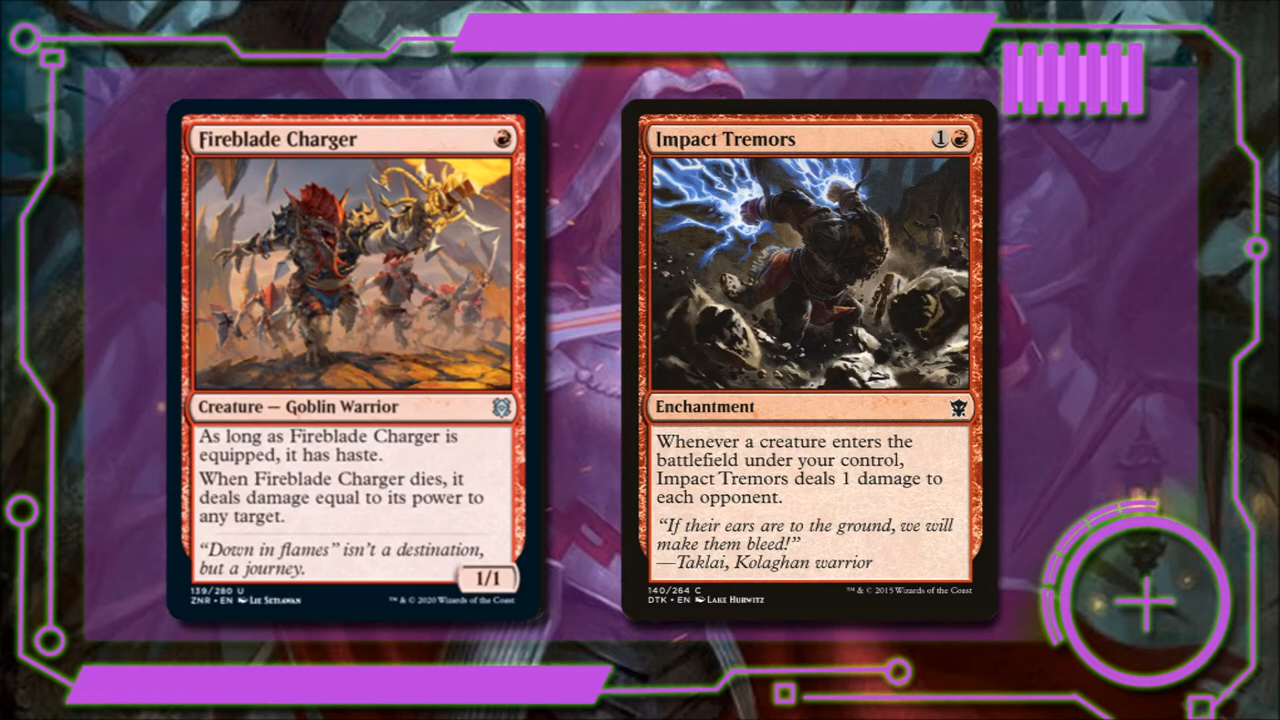 Fireblade Charger
Creature — Goblin Warrior
As long as Fireblade Charger is
equipped, it has haste.
When Fireblade Charger dies, it
deals damage equal to its power to
any target.
"Down in flames" isn't a destination,
but a journey.
1/1
139/280 U
ZNR • EN Lie Setiawan
™ & © 2020 Wizards of the Coast
Impact Tremors 1
Enchantment
Whenever a creature enters the
battlefield under your control,
Impact Tremors deals 1 damage to
each opponent.
"If their ears are to the ground, we will
make them bleed!"
—Taklai, Kolaghan warrior
140/264 C
DTK • EN Lake Hurwitz
™ & © 2015 Wizards of the Coast